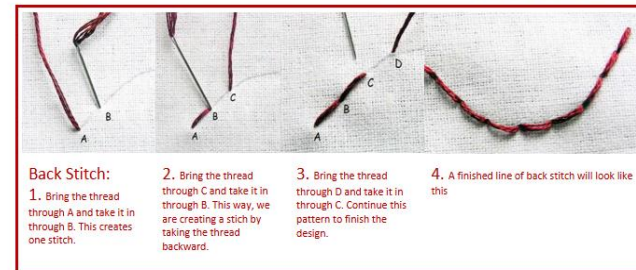 A
B
A
B
C
A
B
C
D
Back Stitch:
1. Bring the thread
through A and take it in
through B. This creates
one stitch.
2. Bring the thread
through C and take it in
through B. This way, we
are creating a stich by
taking the thread
backward.
3. Bring the thread
through D and take it in
through C. Continue this
pattern to finish the
design.
4. A finished line of back stitch will look like
this